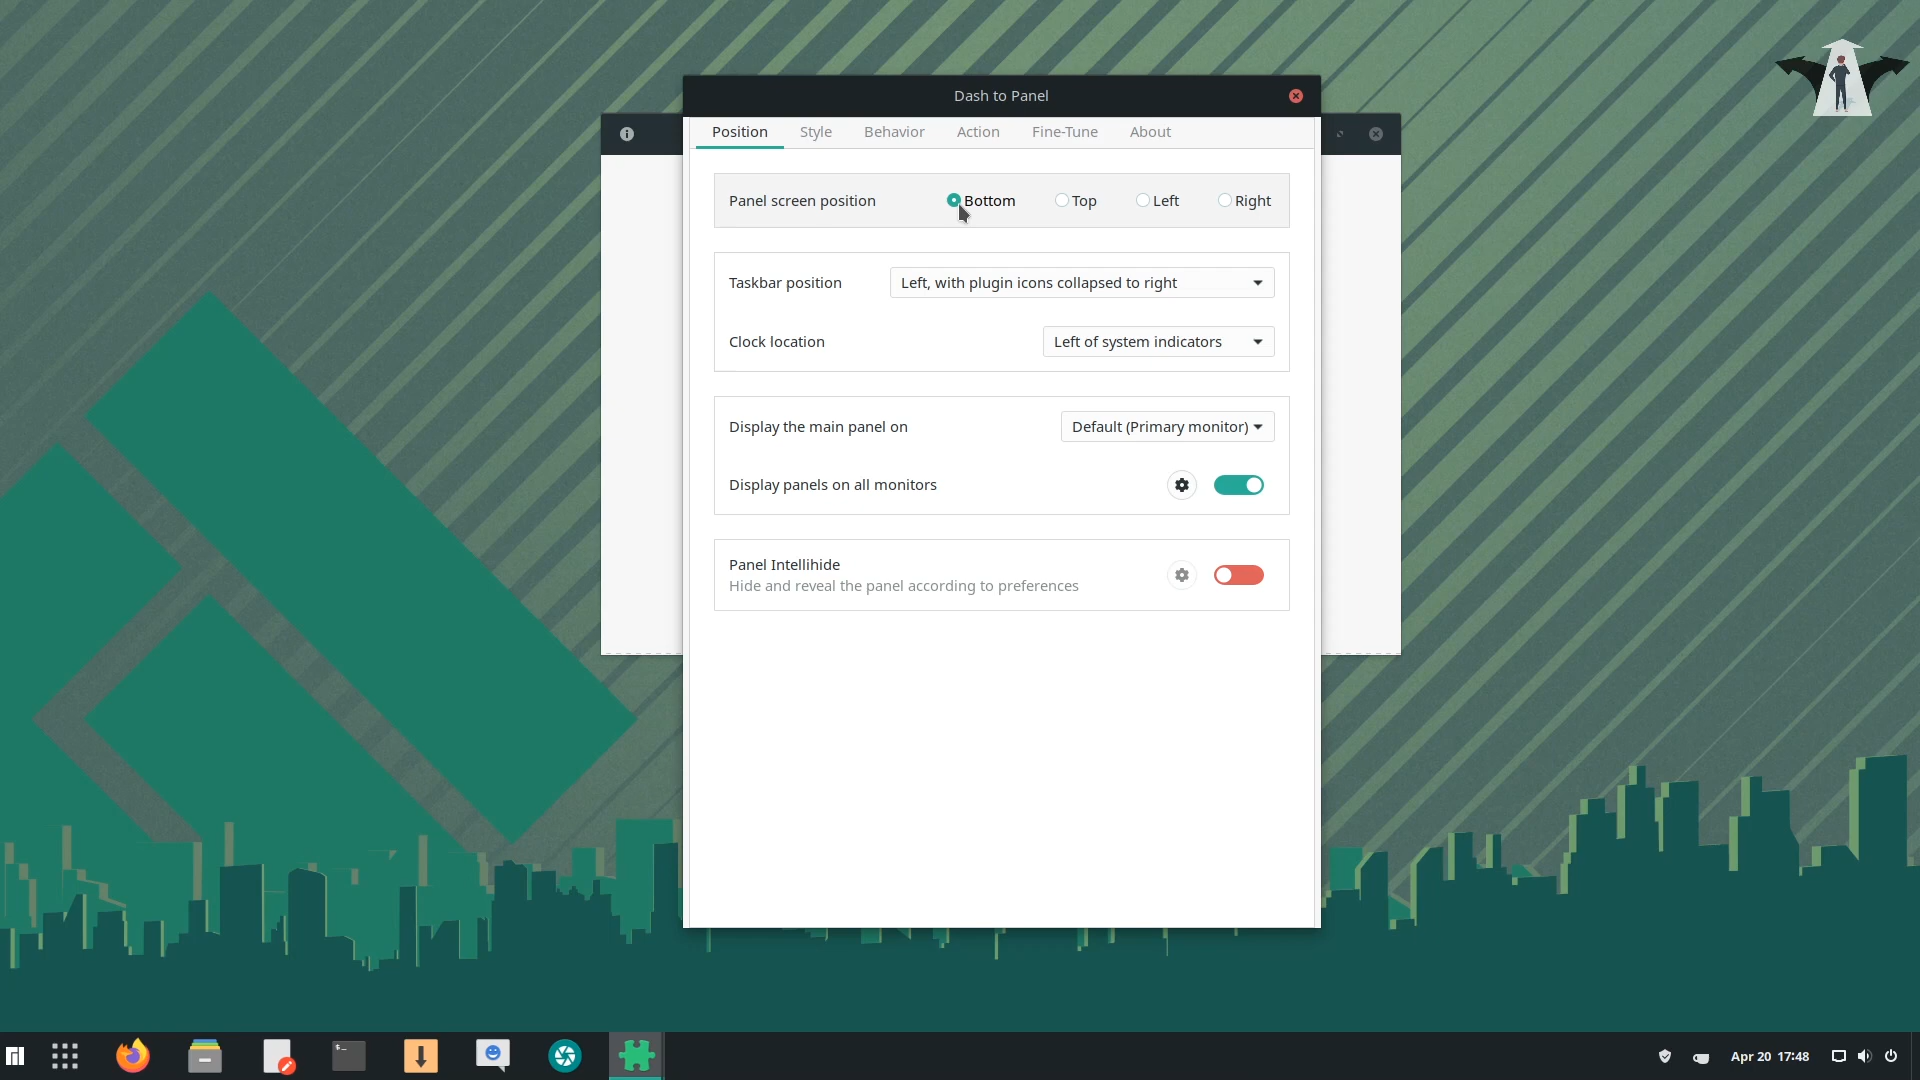 Dash to Panel
Position Style Behavior Action Fine-Tune About
Panel screen position Bottom Top Left Right
Taskbar position Left, with plugin icons collapsed to right
Clock location Left of system indicators
Display the main panel on Default (Primary monitor)
Display panels on all monitors
Panel Intellihide
Hide and reveal the panel according to preferences
Apr 20 17:48